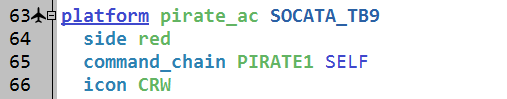 63 platform pirate_ac SOCATA_TB9
64 side red
65 command_chain PIRATE1 SELF
66 icon CRW